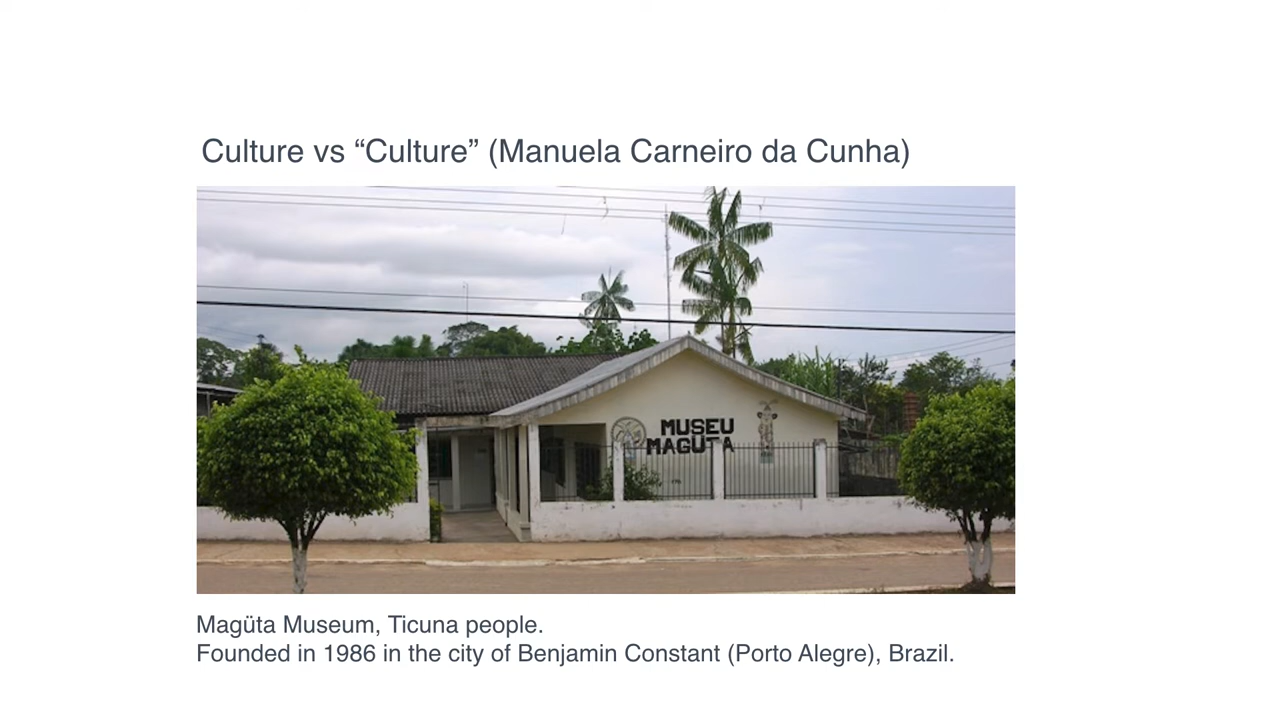 Culture vs “Culture” (Manuela Carneiro da Cunha)
MUSEU
MAGÜTA
Magüta Museum, Ticuna people.
Founded in 1986 in the city of Benjamin Constant (Porto Alegre), Brazil.